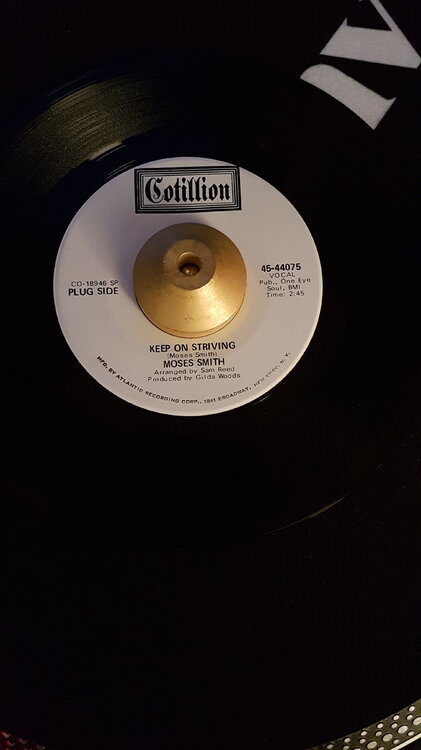 Cotillion
CO-18946 SP
PLUG SIDE
45-44075
VOCAL
Pub., One Eye
Soul, BMI
Time: 2:45
KEEP ON STRIVING
(Moses Smith)
MOSES SMITH
Arranged by Sam Reed
Produced by Gilda Woods
MFD. BY ATLANTIC RECORDING CORP., 1841 BROADWAY, NEW YORK, N.Y.